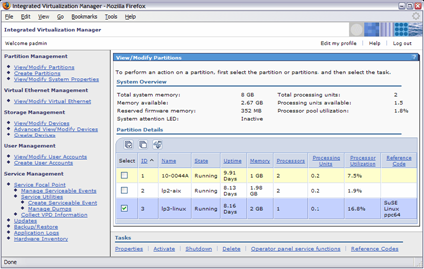 Integrated Virtualization Manager - Mozilla Firefox
File Edit View Go Bookmarks Tools Help
Integrated Virtualization Manager
Welcome padmin
Edit my profile | Help | Log out
Partition Management
View/Modify Partitions
Create Partitions
View/Modify System Properties
Virtual Ethernet Management
View/Modify Virtual Ethernet
Storage Management
View/Modify Devices
Advanced View/Modify Devices
Create Devices
User Management
View/Modify User Accounts
Create User Accounts
Service Management
Service Focal Point
Manage Serviceable Events
Service Utilities
Create Serviceable Event
Manage Dumps
Collect VPD Information
Updates
Backup/Restore
Application Logs
Hardware Inventory
View/Modify Partitions
To perform an action on a partition, first select the partition or partitions, and then select the task.
System Overview
Total system memory: 8 GB Total processing units: 2
Memory available: 2.67 GB Processing units available: 1.5
Reserved firmware memory: 352 MB Processor pool utilization: 1.8%
System attention LED: Inactive
Partition Details
Select ID Name State Uptime Memory Processors Processing Units Processor Utilization Reference Code
1 10-0044A Running 9.91 Days 1 GB 2 0.2 7.5%
2 lp2-aix Running 8.13 Days 1.98 GB 2 0.2 1.9%
3 lp3-linux Running 8.16 Days 2 GB 1 0.1 16.8% SuSE Linux ppc64
Tasks
Properties | Activate | Shutdown | Delete | Operator panel service functions | Reference Codes
Done